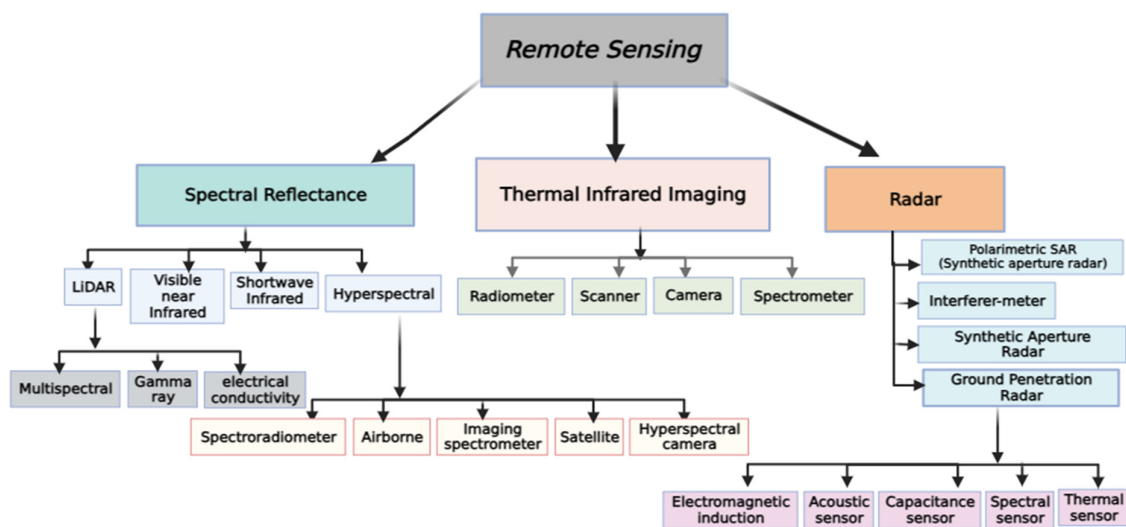 Remote Sensing
Spectral Reflectance
Thermal Infrared Imaging
Radar
LiDAR
Visible
near
Infrared
Shortwave
Infrared
Hyperspectral
Radiometer
Scanner
Camera
Spectrometer
Polarimetric SAR
(Synthetic aperture radar)
Interferer-meter
Synthetic Aperture
Radar
Ground Penetration
Radar
Multispectral
Gamma
ray
electrical
conductivity
Spectroradiometer
Airborne
Imaging
spectrometer
Satellite
Hyperspectral
camera
Electromagnetic
induction
Acoustic
sensor
Capacitance
sensor
Spectral
sensor
Thermal
sensor